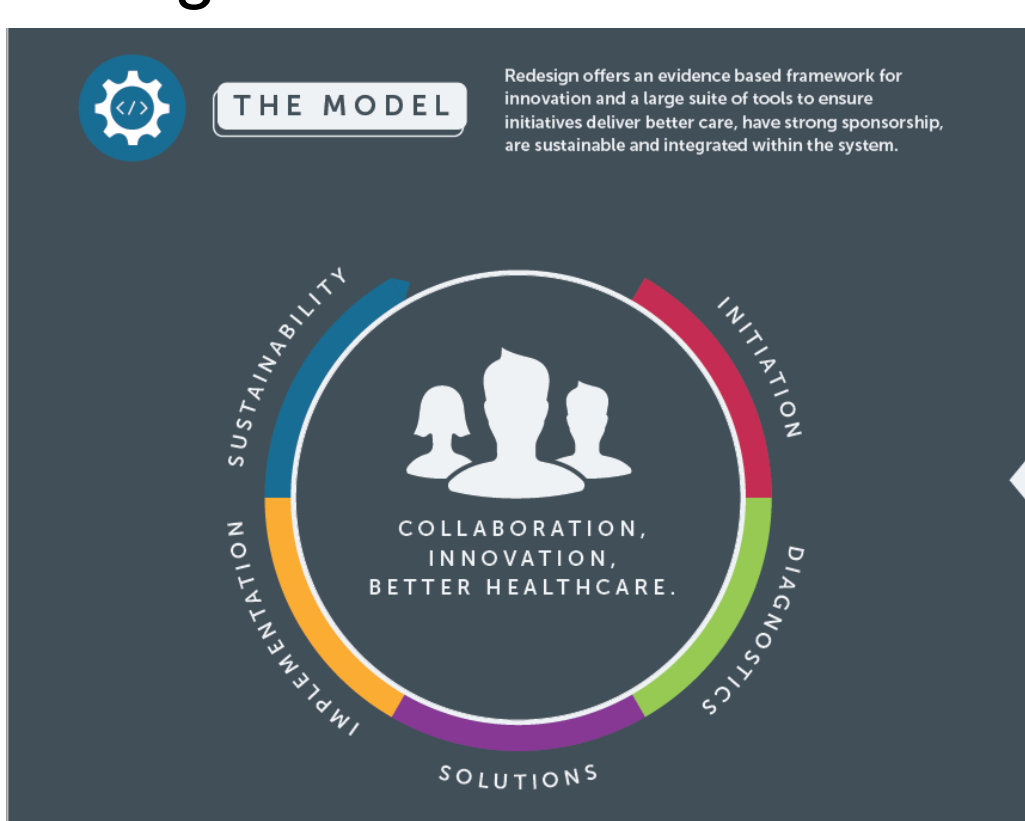 </>
THE MODEL
Redesign offers an evidence based framework for
innovation and a large suite of tools to ensure
initiatives deliver better care, have strong sponsorship,
are sustainable and integrated within the system.
SUSTAINABILITY
INITIATION
COLLABORATION,
INNOVATION,
BETTER HEALTHCARE.
IMPLEMENTATION
DIAGNOSTICS
SOLUTIONS